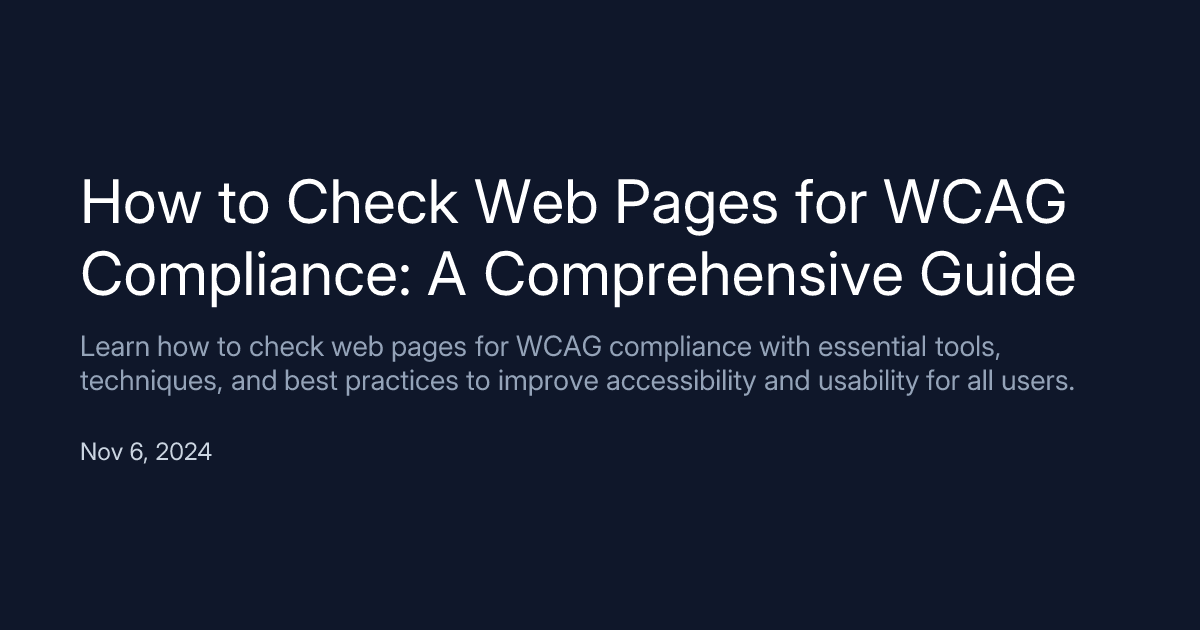 How to Check Web Pages for WCAG
Compliance: A Comprehensive Guide
Learn how to check web pages for WCAG compliance with essential tools,
techniques, and best practices to improve accessibility and usability for all users.
Nov 6, 2024